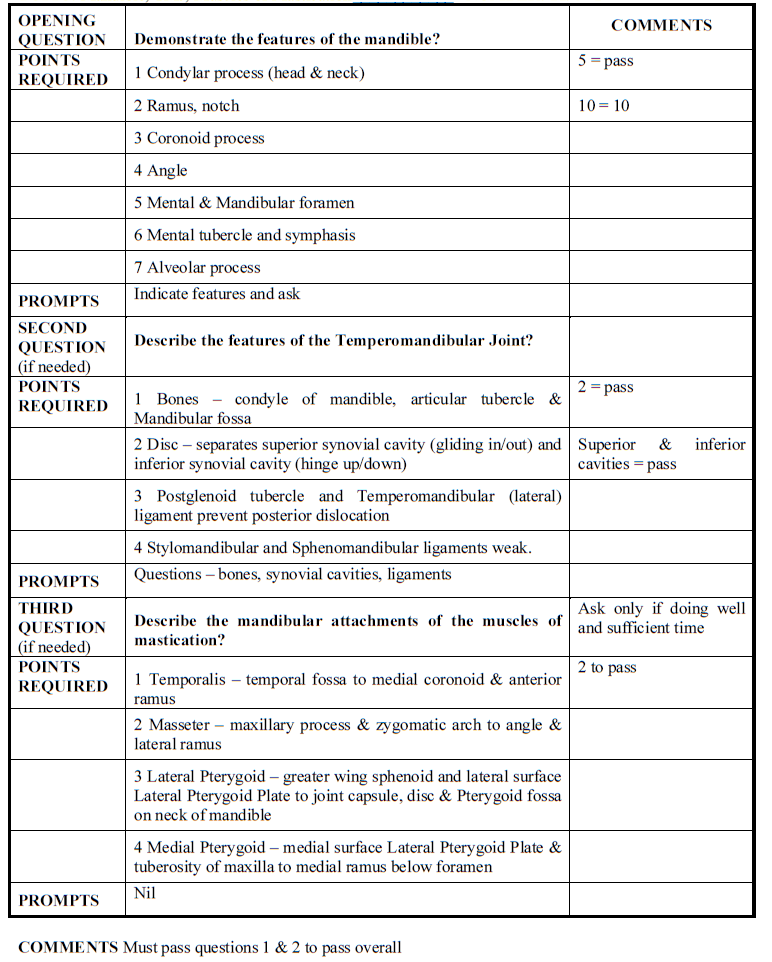 OPENING QUESTION
Demonstrate the features of the mandible?
COMMENTS
POINTS REQUIRED
1 Condylar process (head & neck)
5 = pass
2 Ramus, notch
10 = 10
3 Coronoid process
4 Angle
5 Mental & Mandibular foramen
6 Mental tubercle and symphasis
7 Alveolar process
PROMPTS
Indicate features and ask
SECOND QUESTION (if needed)
Describe the features of the Temperomandibular Joint?
POINTS REQUIRED
1 Bones – condyle of mandible, articular tubercle &
Mandibular fossa
2 = pass
2 Disc – separates superior synovial cavity (gliding in/out) and
inferior synovial cavity (hinge up/down)
Superior & inferior
cavities = pass
3 Postglenoid tubercle and Temperomandibular (lateral)
ligament prevent posterior dislocation
4 Stylomandibular and Sphenomandibular ligaments weak.
PROMPTS
Questions – bones, synovial cavities, ligaments
THIRD QUESTION (if needed)
Describe the mandibular attachments of the muscles of
mastication?
Ask only if doing well
and sufficient time
POINTS REQUIRED
1 Temporalis – temporal fossa to medial coronoid & anterior
ramus
2 to pass
2 Masseter – maxillary process & zygomatic arch to angle &
lateral ramus
3 Lateral Pterygoid – greater wing sphenoid and lateral surface
Lateral Pterygoid Plate to joint capsule, disc & Pterygoid fossa
on neck of mandible
4 Medial Pterygoid – medial surface Lateral Pterygoid Plate &
tuberosity of maxilla to medial ramus below foramen
PROMPTS
Nil
COMMENTS Must pass questions 1 & 2 to pass overall